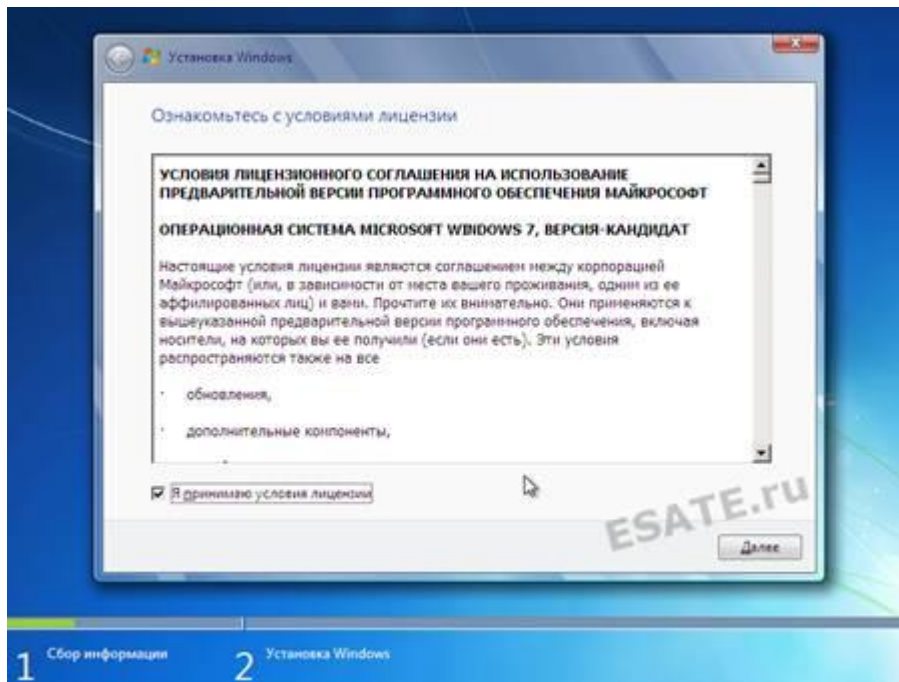 Установка Windows
Ознакомьтесь с условиями лицензии
УСЛОВИЯ ЛИЦЕНЗИОННОГО СОГЛАШЕНИЯ НА ИСПОЛЬЗОВАНИЕ
ПРЕДВАРИТЕЛЬНОЙ ВЕРСИИ ПРОГРАММНОГО ОБЕСПЕЧЕНИЯ МАЙКРОСОФТ
ОПЕРАЦИОННАЯ СИСТЕМА MICROSOFT WINDOWS 7, ВЕРСИЯ-КАНДИДАТ
Настоящие условия лицензии являются соглашением между корпорацией
Майкрософт (или, в зависимости от места вашего проживания, одним из ее
аффилированных лиц) и вами. Прочтите их внимательно. Они применяются к
вышеуказанной предварительной версии программного обеспечения, включая
носители, на которых вы ее получили (если они есть). Эти условия
распространяются также на все
· обновления,
· дополнительные компоненты,
Я принимаю условия лицензии
ESATE.ru
Далее
1 Сбор информации
2 Установка Windows